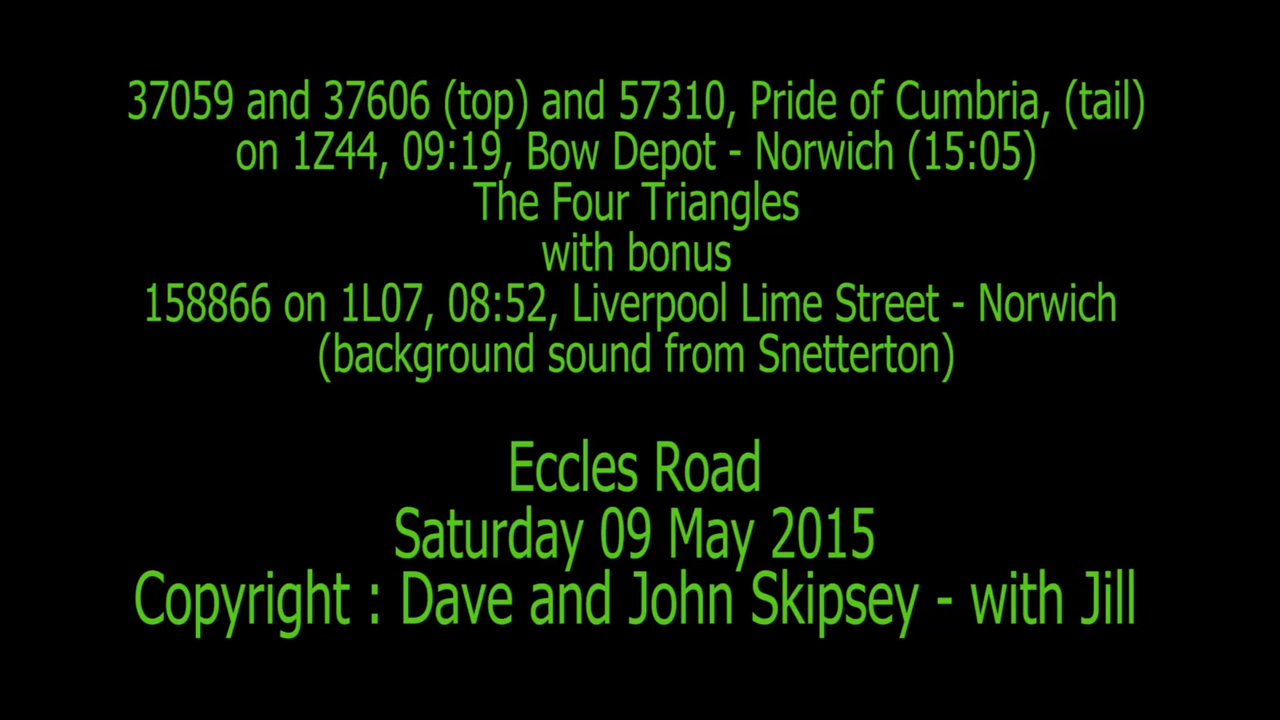 37059 and 37606 (top) and 57310, Pride of Cumbria, (tail)
on 1Z44, 09:19, Bow Depot - Norwich (15:05)
The Four Triangles
with bonus
158866 on 1L07, 08:52, Liverpool Lime Street - Norwich
(background sound from Snetterton)
Eccles Road
Saturday 09 May 2015
Copyright : Dave and John Skipsey - with Jill